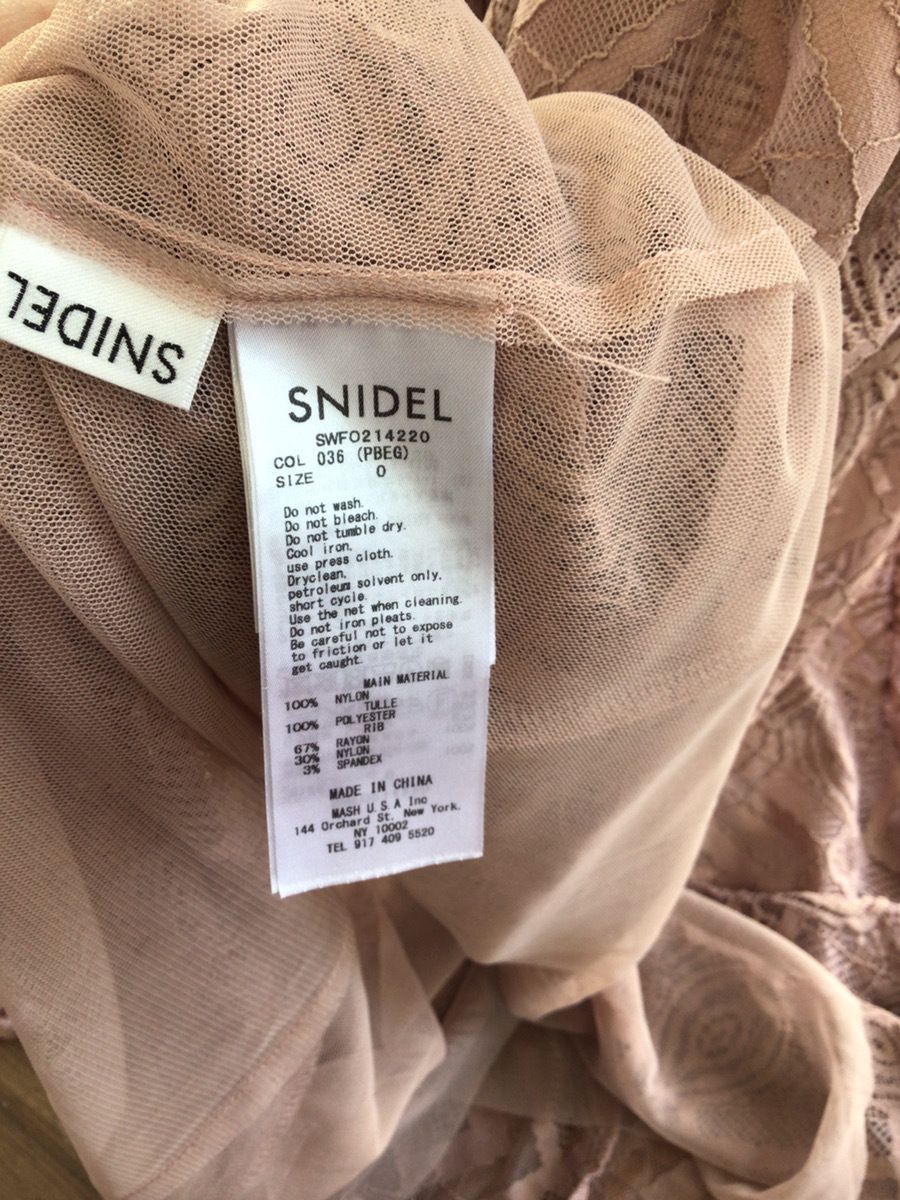 SNIDEL
SNIDEL
SWFO214220
COL 036 (PBEG)
SIZE 0
Do not wash.
Do not bleach.
Do not tumble dry.
Cool iron,
use press cloth.
Dryclean,
petroleum solvent only,
short cycle.
Use the net when cleaning.
Do not iron pleats.
Be careful not to expose
to friction or let it
get caught.
MAIN MATERIAL
100% NYLON
TULLE
100% POLYESTER
RIB
67% RAYON
30% NYLON
3% SPANDEX
MADE IN CHINA
MASH U.S.A Inc
144 Orchard St. New York.
NY 10002
TEL 917 409 5520